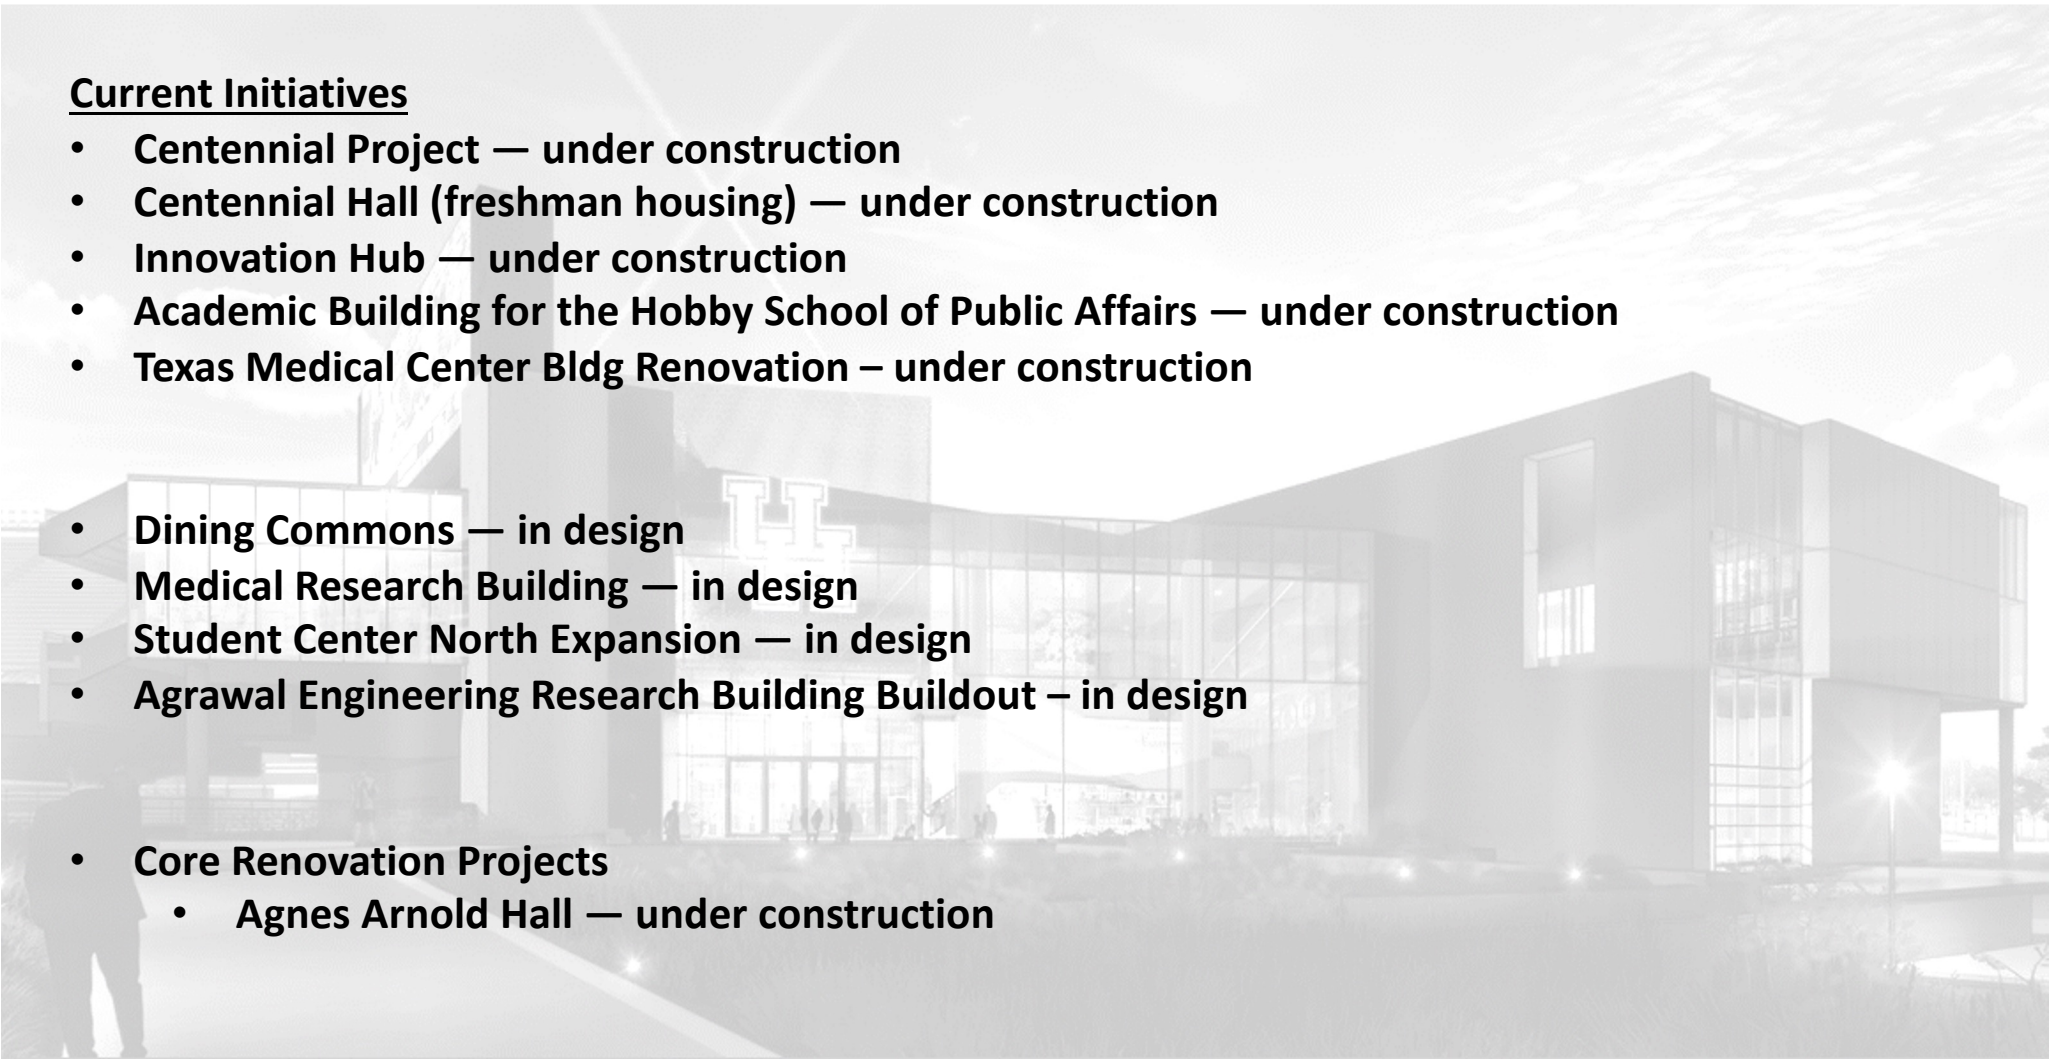 Current Initiatives
• Centennial Project — under construction
• Centennial Hall (freshman housing) — under construction
• Innovation Hub — under construction
• Academic Building for the Hobby School of Public Affairs — under construction
• Texas Medical Center Bldg Renovation – under construction
UH
• Dining Commons — in design
• Medical Research Building — in design
• Student Center North Expansion — in design
• Agrawal Engineering Research Building Buildout – in design
• Core Renovation Projects
• Agnes Arnold Hall — under construction